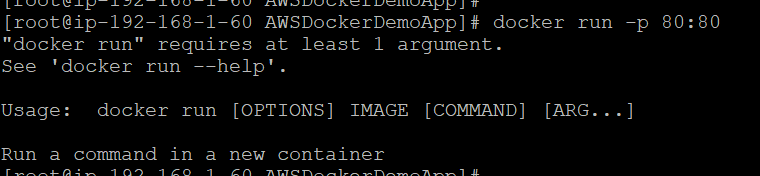 [root@ip-192-168-1-60 AWSDockerDemoApp]#
[root@ip-192-168-1-60 AWSDockerDemoApp]# docker run -p 80:80
"docker run" requires at least 1 argument.
See 'docker run --help'.
Usage:  docker run [OPTIONS] IMAGE [COMMAND] [ARG...]
Run a command in a new container
[root@ip-192-168-1-60 AWSDockerDemoApp]#